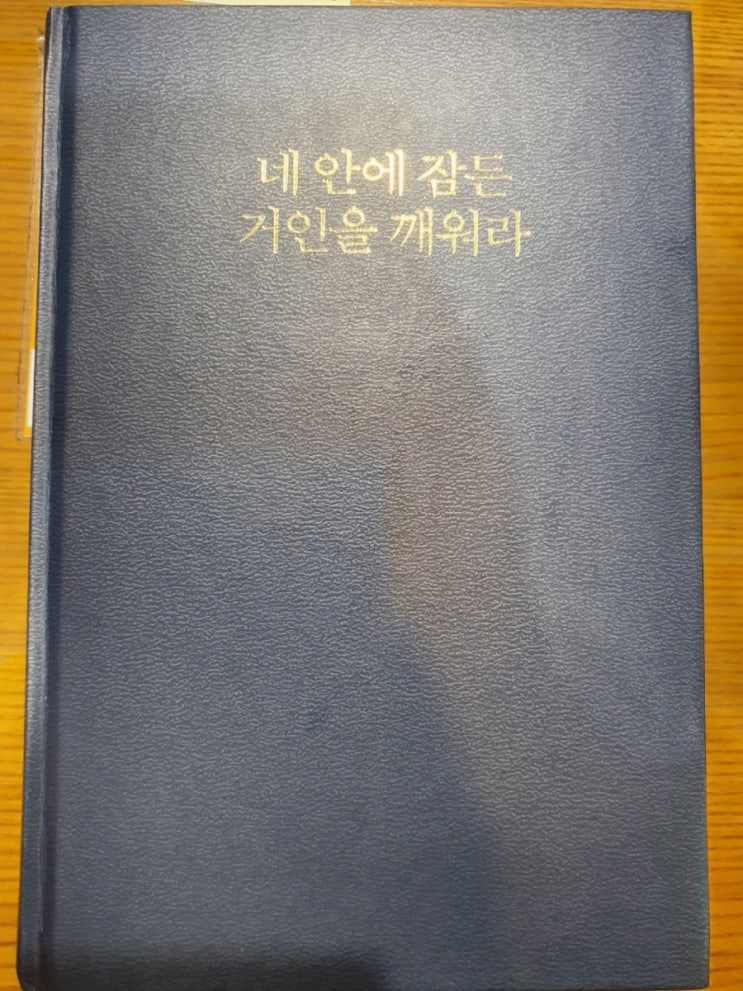 네 안에 잠든
거인을 깨워라